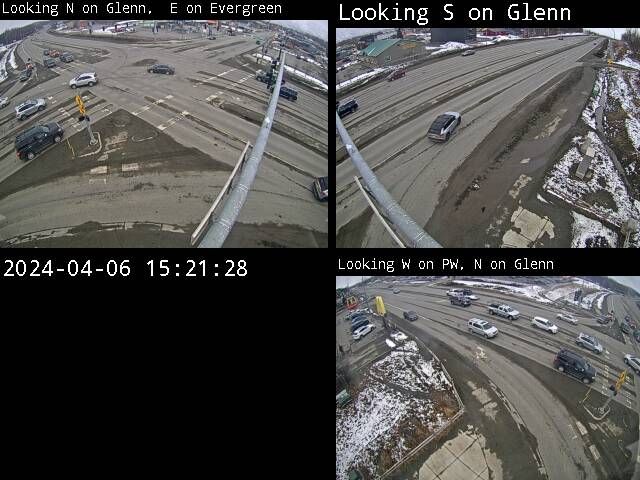 Looking N on Glenn, E on Evergreen
Looking S on Glenn
2024-04-06 15:21:28
Looking W on PW, N on Glenn